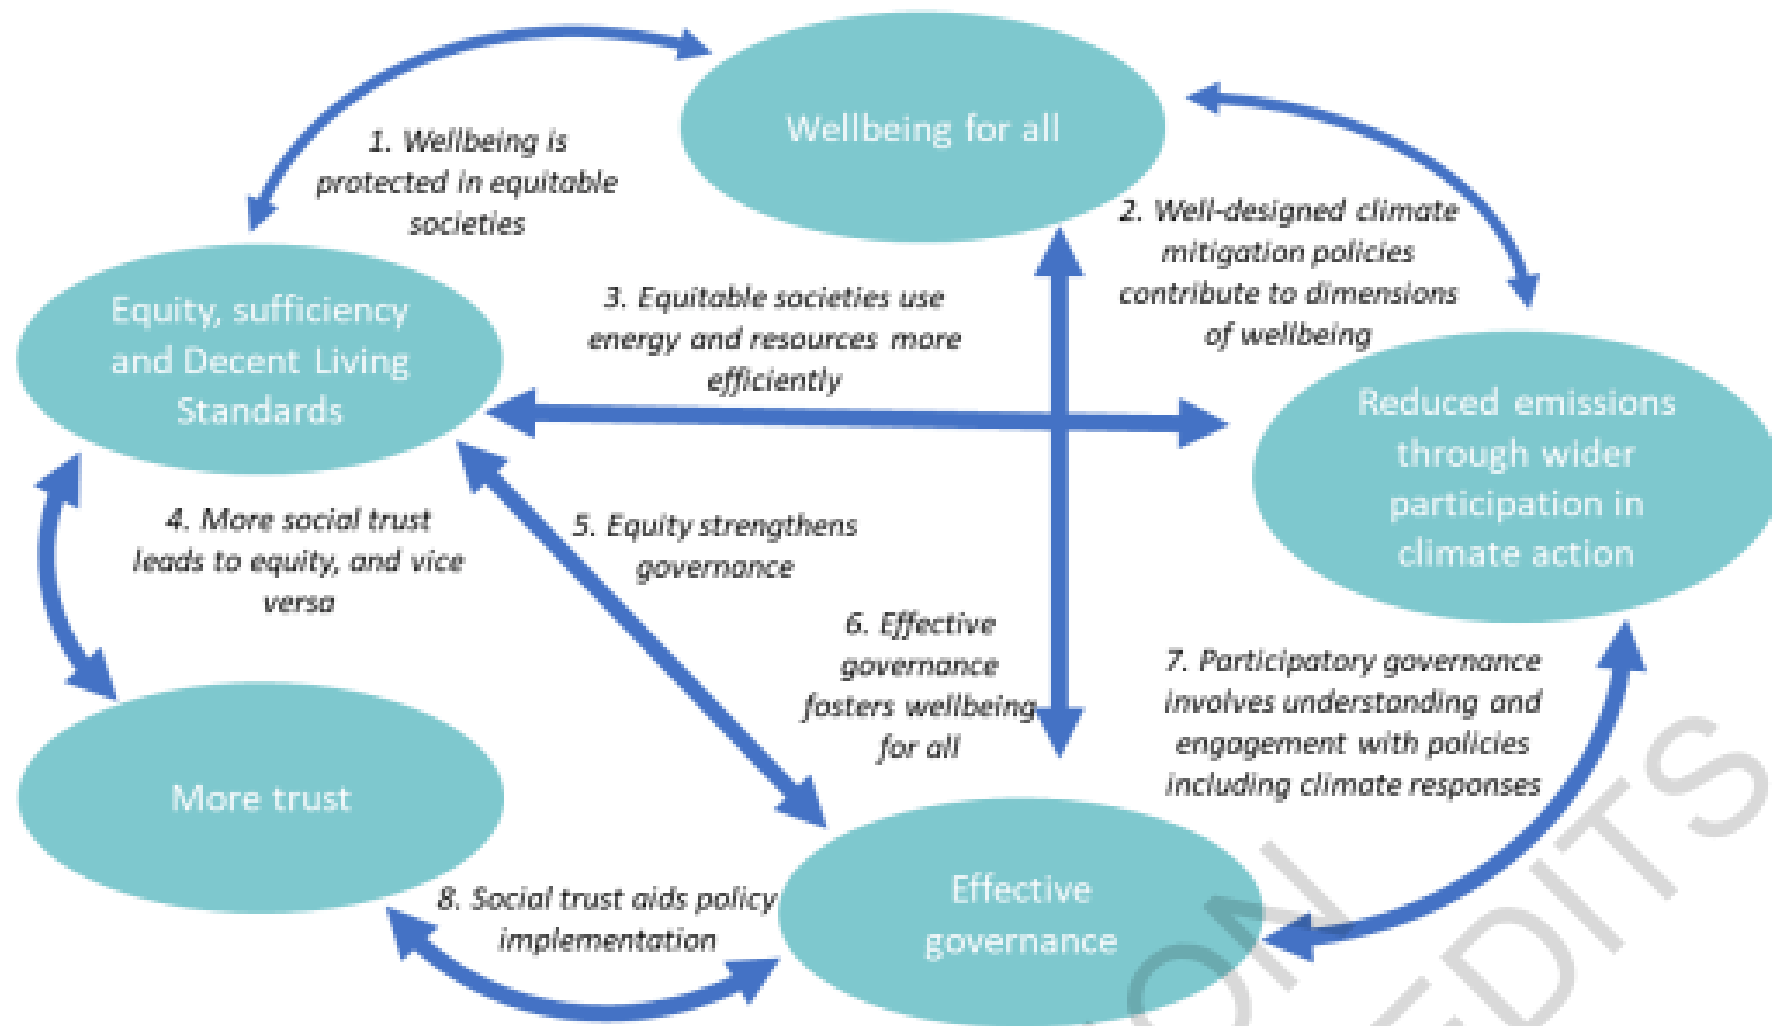 Wellbeing for all
1. Wellbeing is
protected in equitable
societies
2. Well-designed climate
mitigation policies
contribute to dimensions
of wellbeing
Equity, sufficiency
and Decent Living
Standards
3. Equitable societies use
energy and resources more
efficiently
Reduced emissions
through wider
participation in
climate action
4. More social trust
leads to equity, and vice
versa
5. Equity strengthens
governance
6. Effective
governance
fosters wellbeing
for all
7. Participatory governance
involves understanding and
engagement with policies
including climate responses
More trust
8. Social trust aids policy
implementation
Effective
governance
ON
EDITS